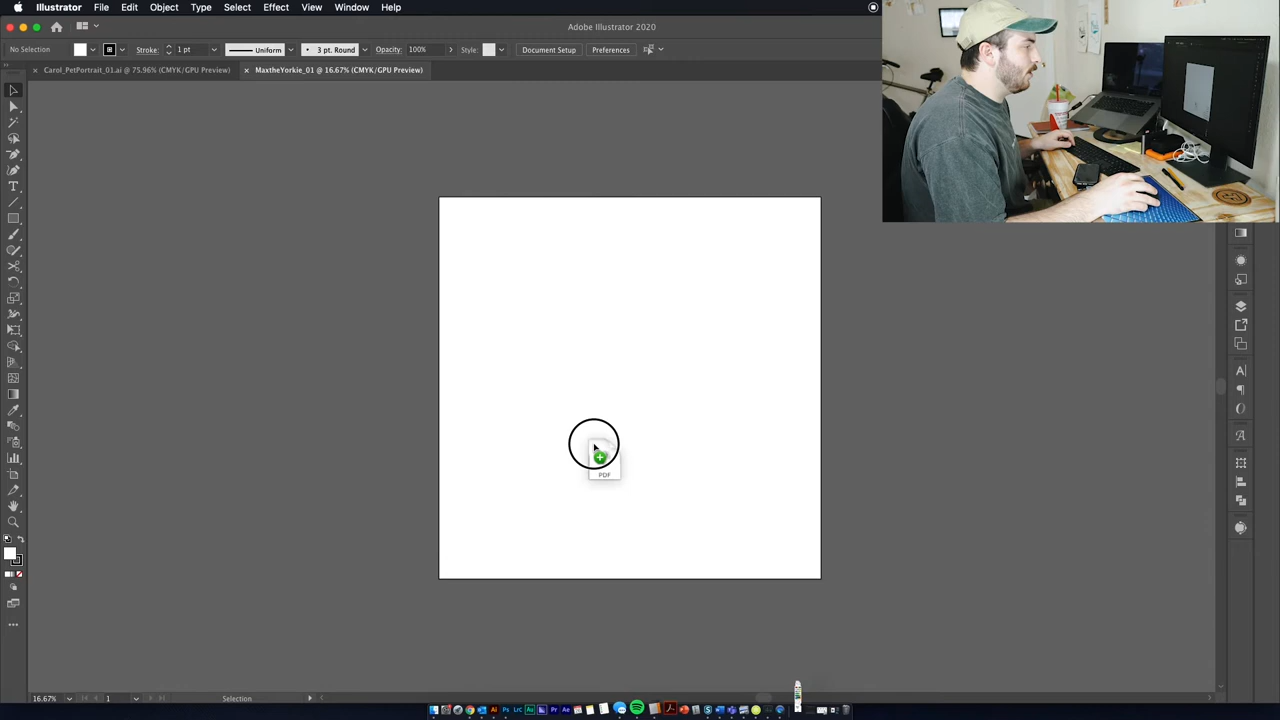 Illustrator File Edit Object Type Select Effect View Window Help
Adobe Illustrator 2020
No Selection Stroke: 1 pt Uniform 3 pt. Round Opacity: 100% Style: Document Setup Preferences
Carol_PetPortrait_01.ai @ 75.96% (CMYK/GPU Preview) MaxtheYorkie_01 @ 16.67% (CMYK/GPU Preview)
PDF
16.67% 1 Selection